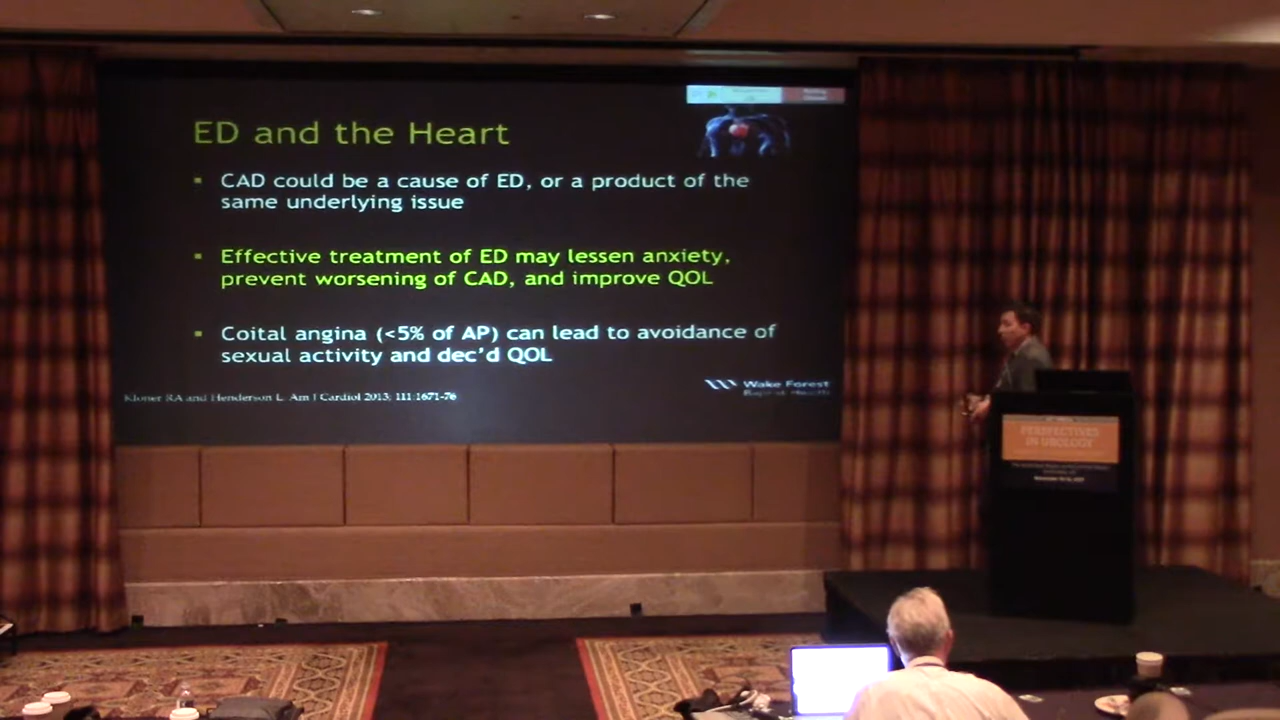 ED and the Heart
▪ CAD could be a cause of ED, or a product of the
same underlying issue
▪ Effective treatment of ED may lessen anxiety,
prevent worsening of CAD, and improve QOL
▪ Coital angina (<5% of AP) can lead to avoidance of
sexual activity and dec'd QOL
Kloner RA and Henderson L. Am J Cardiol 2013; 111:1671-76
Wake Forest
Baptist Health
PERSPECTIVES
IN UROLOGY